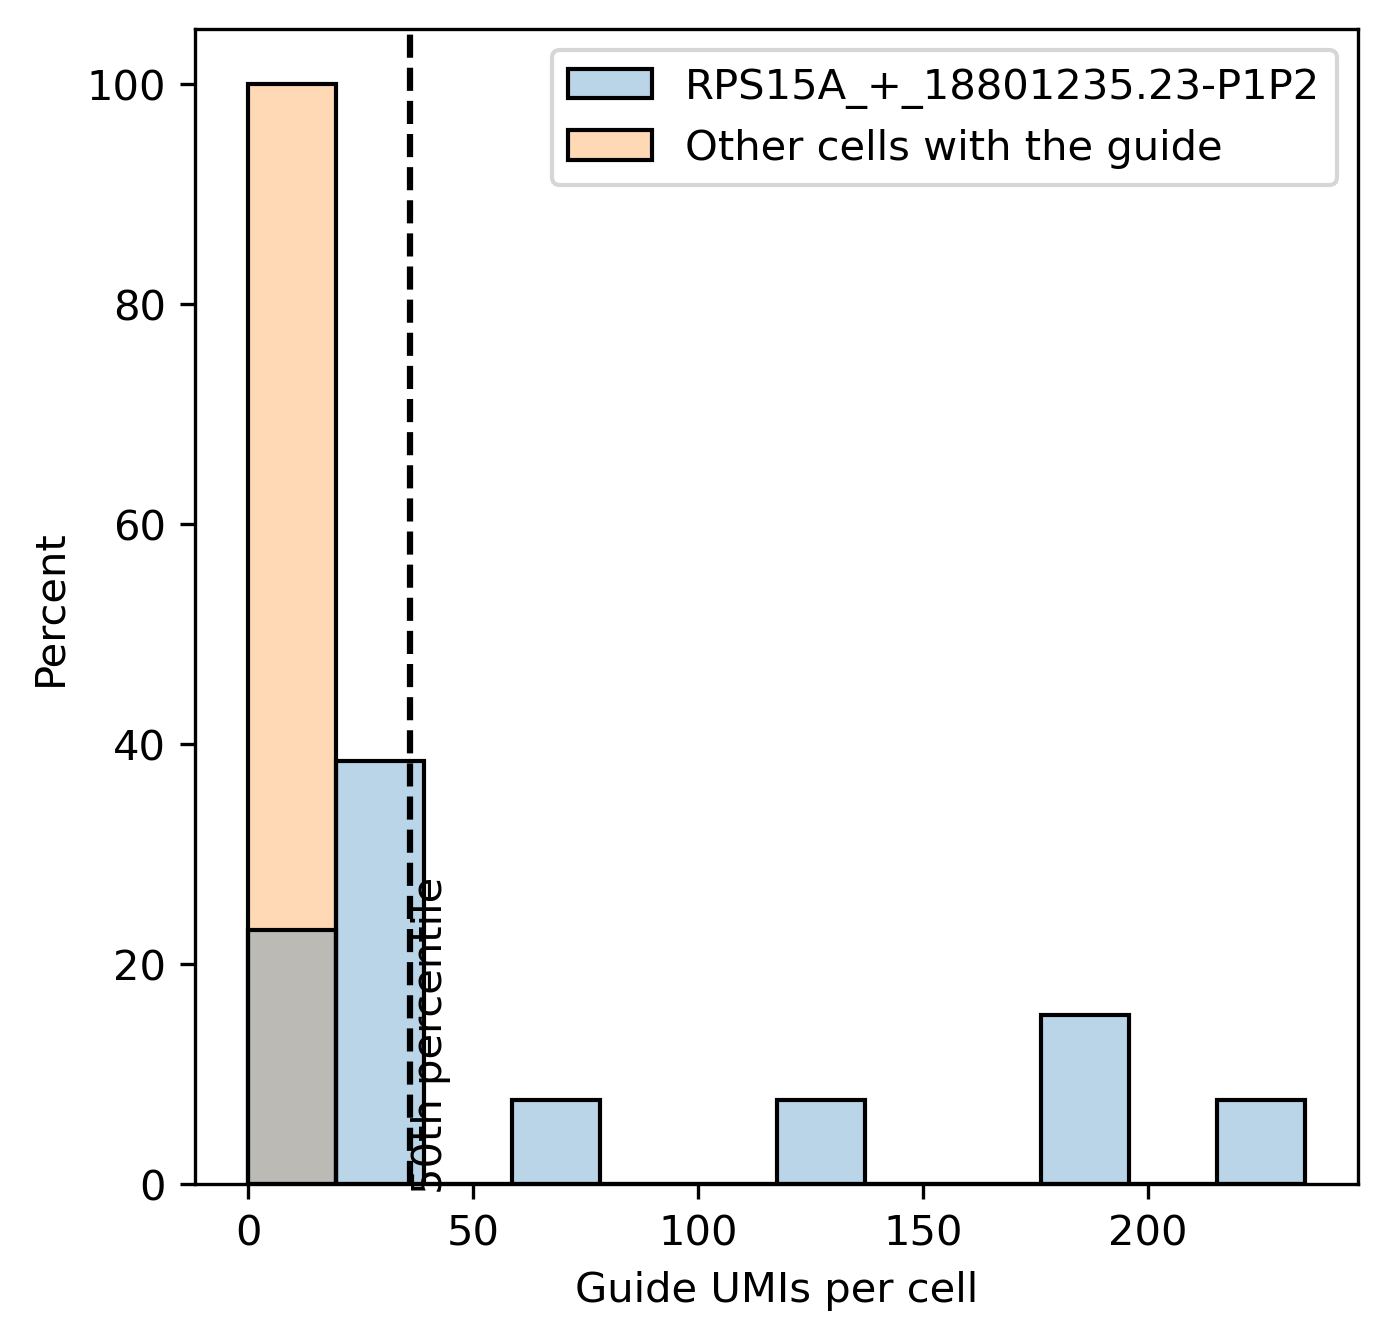 RPS15A_+_18801235.23-P1P2
Other cells with the guide
Percent
100
80
60
40
20
0
50th percentile
0
50
100
150
200
Guide UMIs per cell